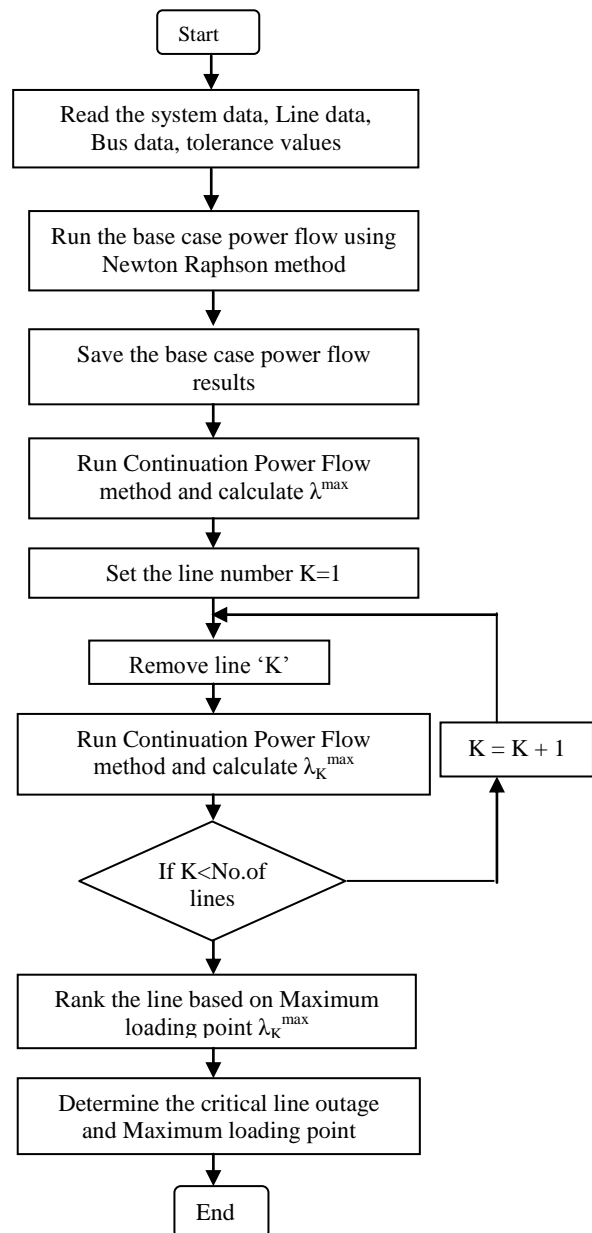 Start
Read the system data, Line data,
Bus data, tolerance values
Run the base case power flow using
Newton Raphson method
Save the base case power flow
results
Run Continuation Power Flow
method and calculate λ^max
Set the line number K=1
Remove line ‘K’
Run Continuation Power Flow
method and calculate λ_K^max
K = K + 1
If K<No.of
lines
Rank the line based on Maximum
loading point λ_K^max
Determine the critical line outage
and Maximum loading point
End